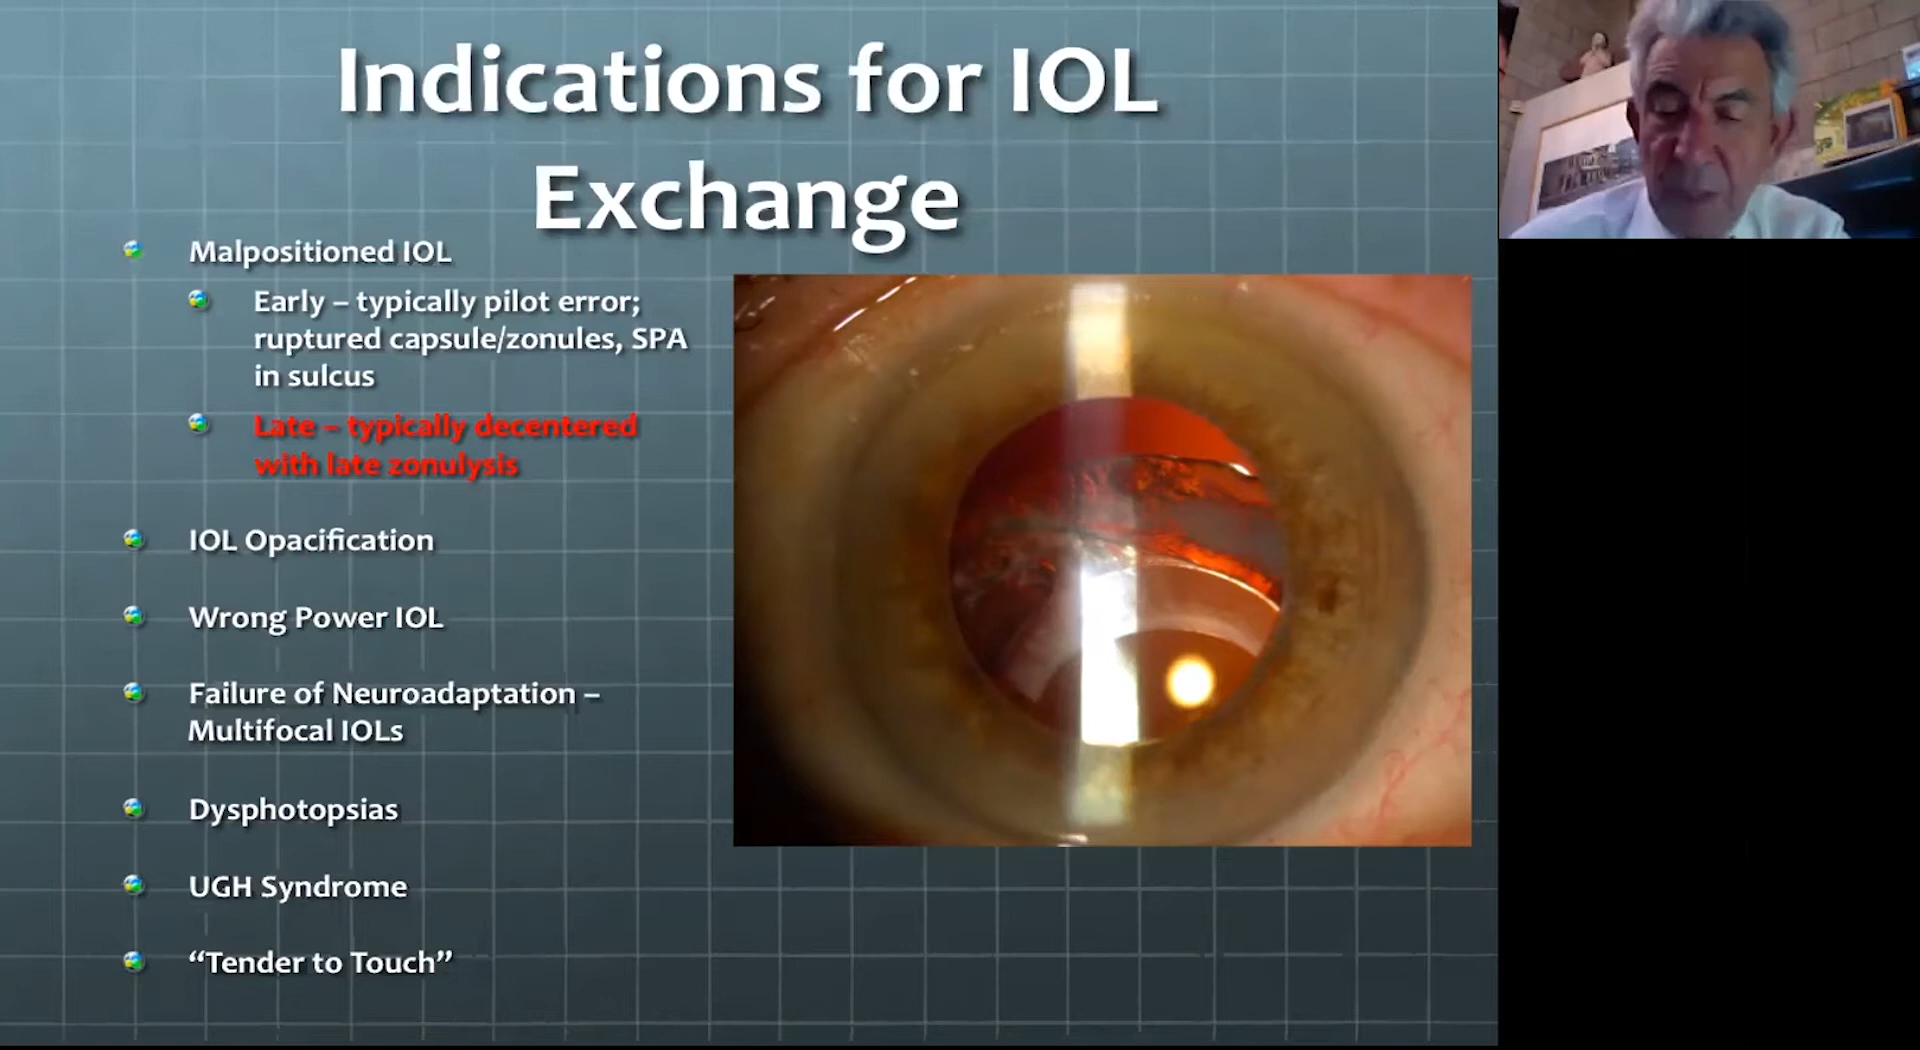 Indications for IOL
Exchange
Malpositioned IOL
Early – typically pilot error;
ruptured capsule/zonules, SPA
in sulcus
Late – typically decentered
with late zonulysis
IOL Opacification
Wrong Power IOL
Failure of Neuroadaptation –
Multifocal IOLs
Dysphotopsias
UGH Syndrome
“Tender to Touch”